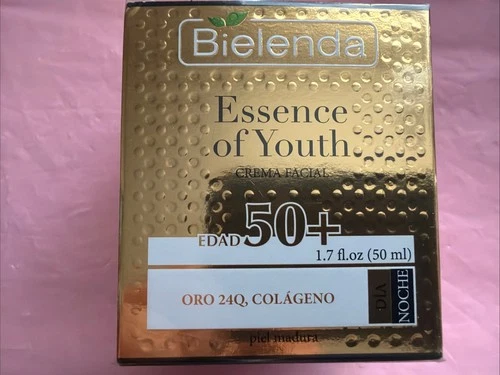 Bielenda
Essence
of Youth
CREMA FACIAL
EDAD 50+
1.7 fl.oz (50 ml)
ORO 24Q, COLÁGENO
DÍA
NOCHE
piel madura